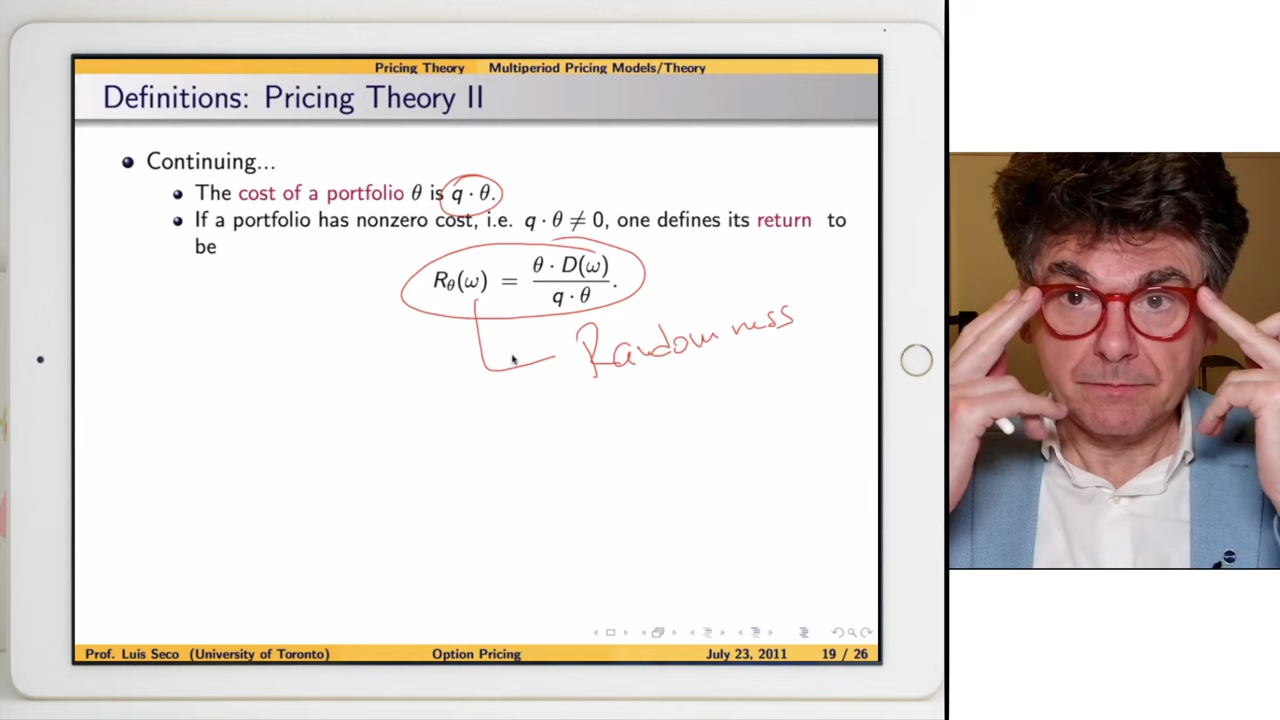 Pricing Theory Multiperiod Pricing Models/Theory
Definitions: Pricing Theory II
Continuing...
The cost of a portfolio θ is q · θ.
If a portfolio has nonzero cost, i.e. q · θ ≠ 0, one defines its return to
be
R_θ(ω) = θ · D(ω) / q · θ.
Randomness
Prof. Luis Seco (University of Toronto) Option Pricing July 23, 2011 19 / 26